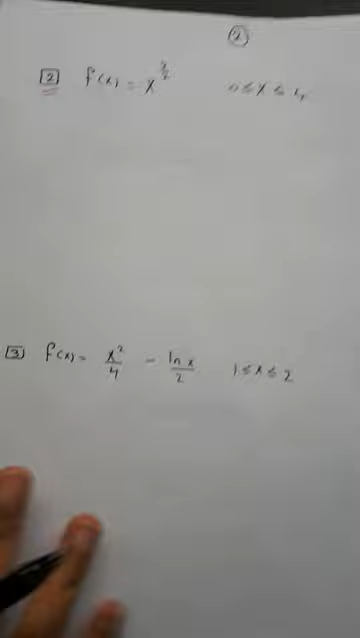 2
[2] f(x) = x^{3/2} 0 ≤ x ≤ 4
[3] f(x) = x²/4 - ln x/2 1 ≤ x ≤ 2